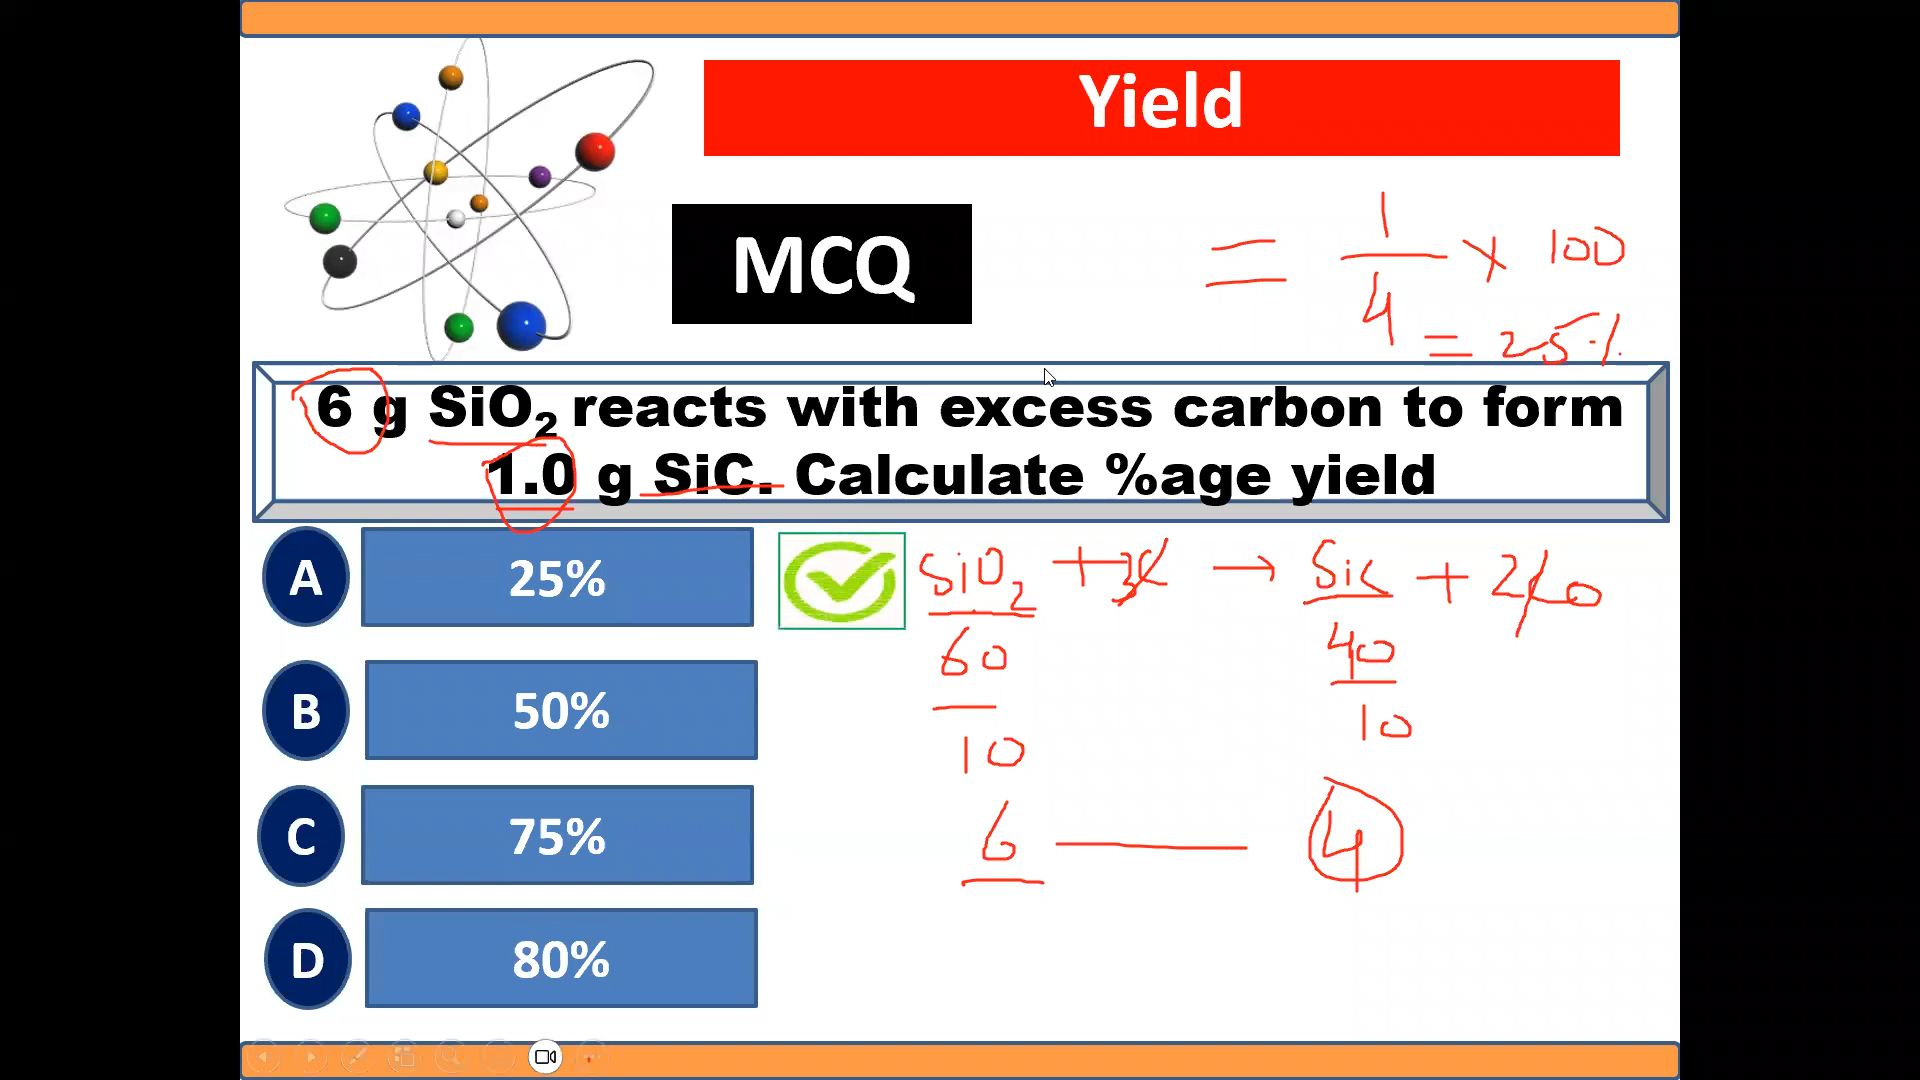 Yield
MCQ
= 1/4 × 100
= 25%
6 g SiO₂ reacts with excess carbon to form
1.0 g SiC. Calculate %age yield
A 25%
B 50%
C 75%
D 80%
SiO₂ + 3C → SiC + 2CO
60 40
10 10
6 4